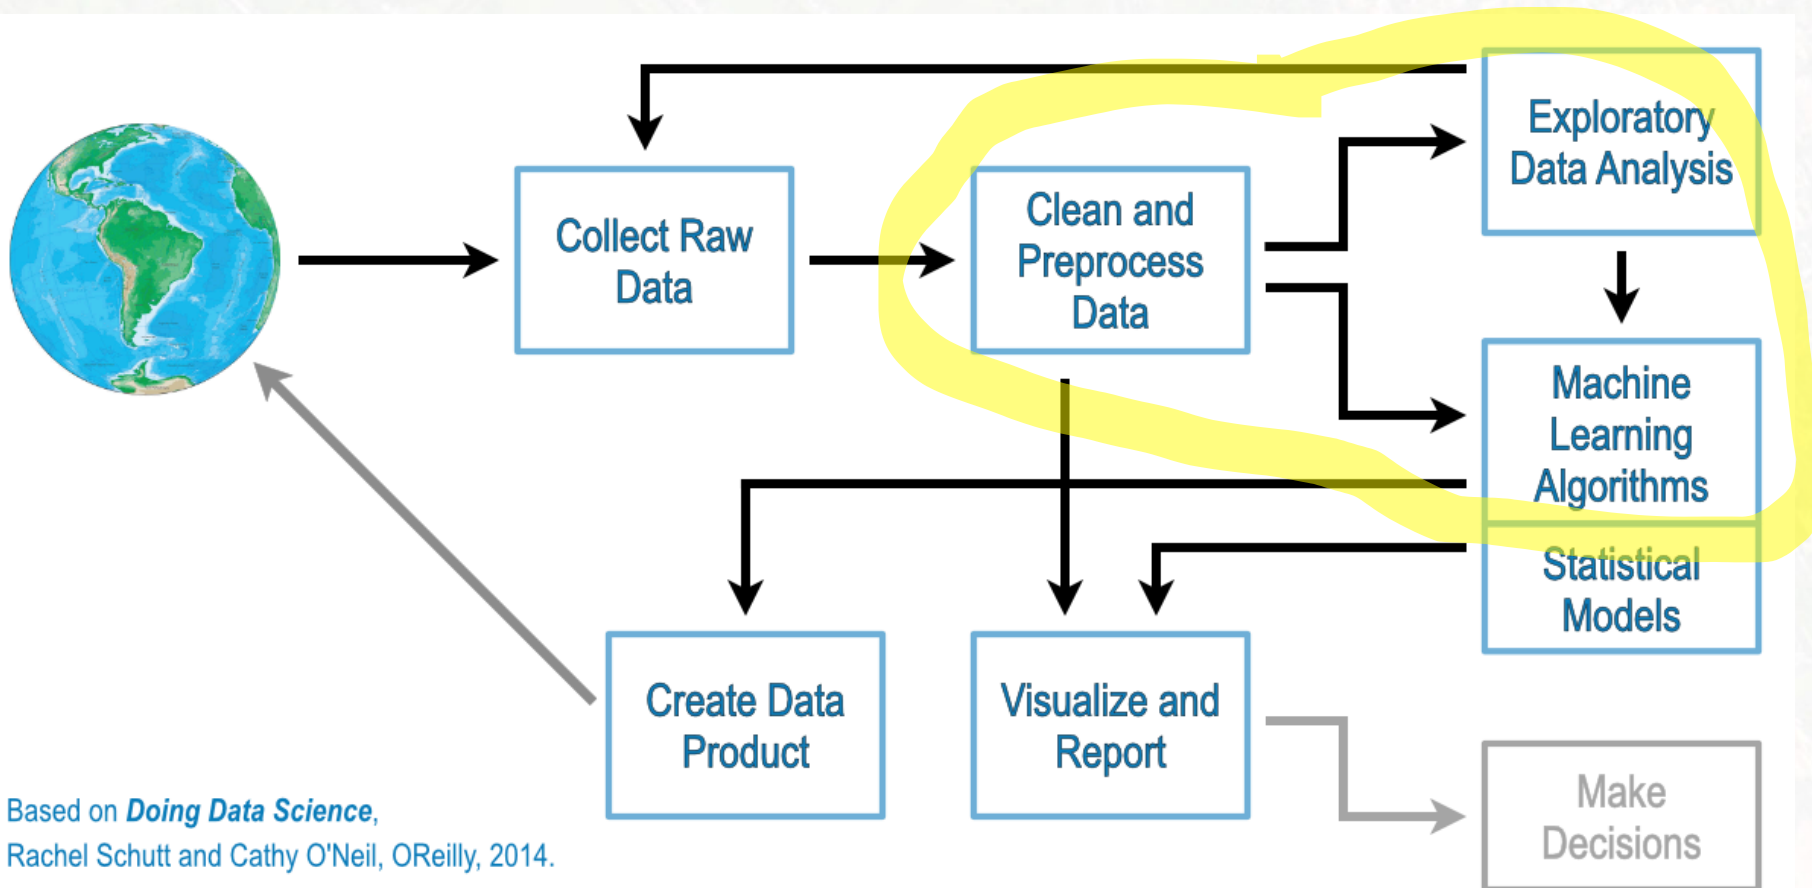 Exploratory
Data Analysis
Collect Raw
Data
Clean and
Preprocess
Data
Machine
Learning
Algorithms
Statistical
Models
Create Data
Product
Visualize and
Report
Make
Decisions
Based on Doing Data Science,
Rachel Schutt and Cathy O'Neil, OReilly, 2014.